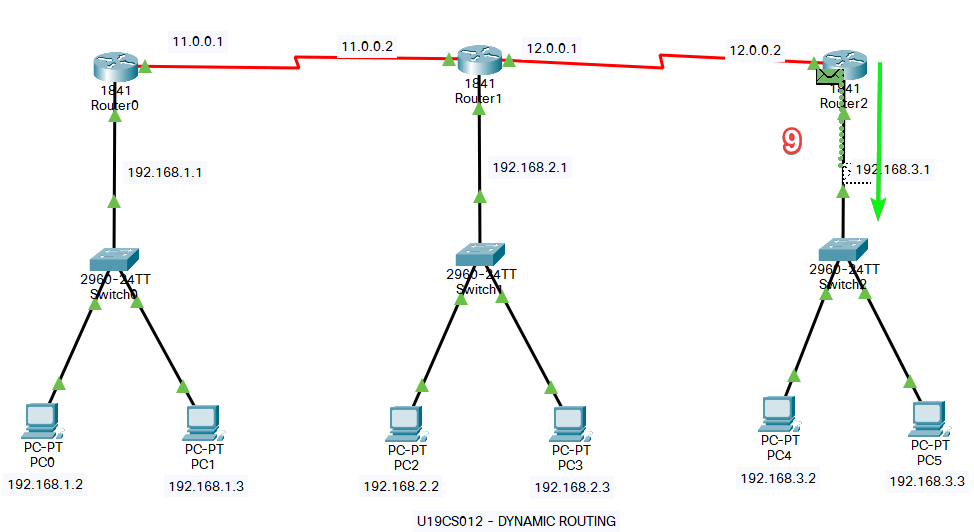 11.0.0.1
11.0.0.2
12.0.0.1
12.0.0.2
1841
Router0
1841
Router1
1841
Router2
9
192.168.1.1
192.168.2.1
192.168.3.1
2960-24TT
Switch0
2960-24TT
Switch1
2960-24TT
Switch2
PC-PT
PC0
PC-PT
PC1
PC-PT
PC2
PC-PT
PC3
PC-PT
PC4
PC-PT
PC5
192.168.1.2
192.168.1.3
192.168.2.2
192.168.2.3
192.168.3.2
192.168.3.3
U19CS012 - DYNAMIC ROUTING